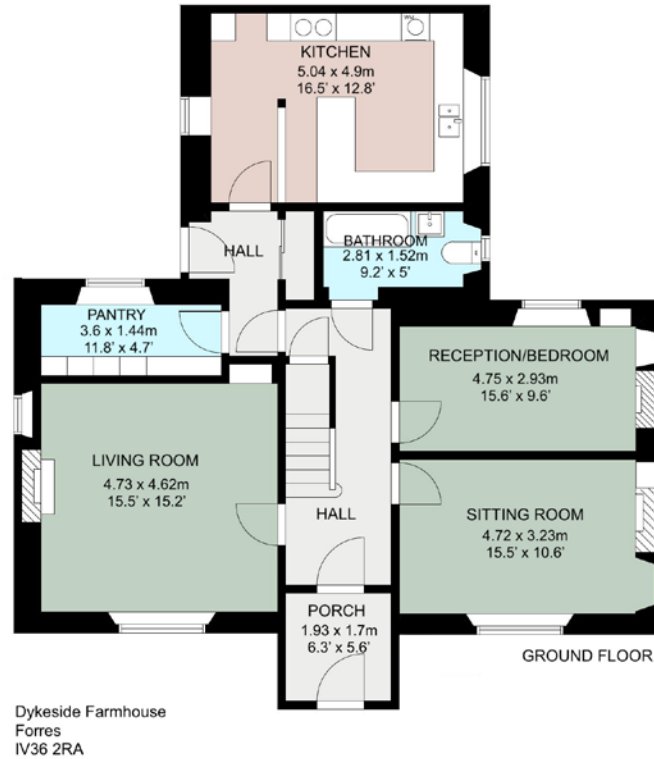 KITCHEN
5.04 x 4.9m
16.5' x 12.8'
HALL
BATHROOM
2.81 x 1.52m
9.2' x 5'
PANTRY
3.6 x 1.44m
11.8' x 4.7'
RECEPTION/BEDROOM
4.75 x 2.93m
15.6' x 9.6'
LIVING ROOM
4.73 x 4.62m
15.5' x 15.2'
HALL
SITTING ROOM
4.72 x 3.23m
15.5' x 10.6'
PORCH
1.93 x 1.7m
6.3' x 5.6'
GROUND FLOOR
Dykeside Farmhouse
Forres
IV36 2RA